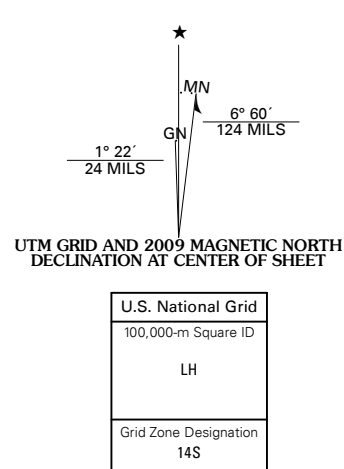 ★
MN
6° 60´
124 MILS
GN
1° 22´
24 MILS
UTM GRID AND 2009 MAGNETIC NORTH
DECLINATION AT CENTER OF SHEET
U.S. National Grid
100,000-m Square ID
LH
Grid Zone Designation
14S